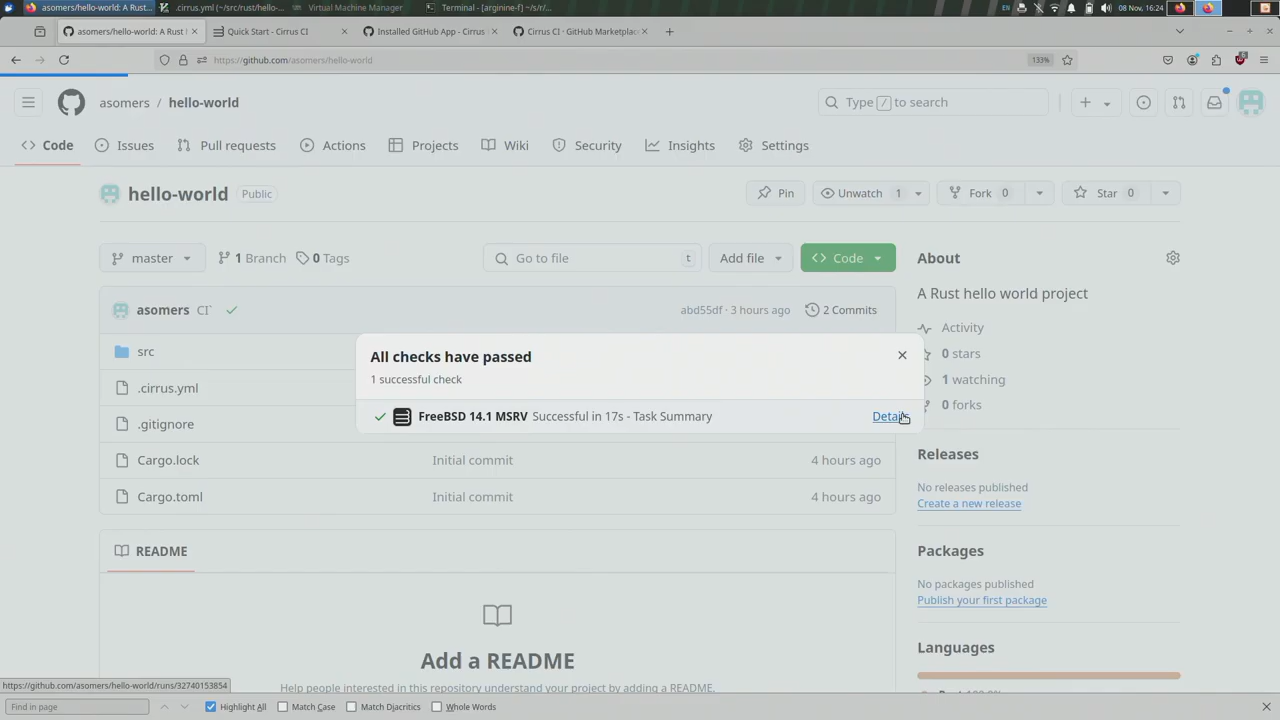 asomers/hello-world: A Rust...
.cirrus.yml (~/src/rust/hello-...
Virtual Machine Manager
Terminal - [arginine-f] ~/s/r/...
EN
08 Nov, 16:24
asomers/hello-world: A Rust
Quick Start - Cirrus CI
Installed GitHub App - Cirrus
Cirrus CI · GitHub Marketplac
https://github.com/asomers/hello-world
133%
asomers / hello-world
Type / to search
Code
Issues
Pull requests
Actions
Projects
Wiki
Security
Insights
Settings
hello-world
Public
Pin
Unwatch 1
Fork 0
Star 0
master
1 Branch
0 Tags
Go to file
t
Add file
Code
About
A Rust hello world project
asomers CI`
abd55df · 3 hours ago
2 Commits
Activity
src
0 stars
All checks have passed
1 successful check
.cirrus.yml
1 watching
FreeBSD 14.1 MSRV Successful in 17s - Task Summary
Details
0 forks
.gitignore
Cargo.lock
Initial commit
4 hours ago
Releases
No releases published
Create a new release
Cargo.toml
Initial commit
4 hours ago
README
Packages
No packages published
Publish your first package
Add a README
Languages
Help people interested in this repository understand your project by adding a README.
https://github.com/asomers/hello-world/runs/32740153854
Find in page
Highlight All
Match Case
Match Diacritics
Whole Words